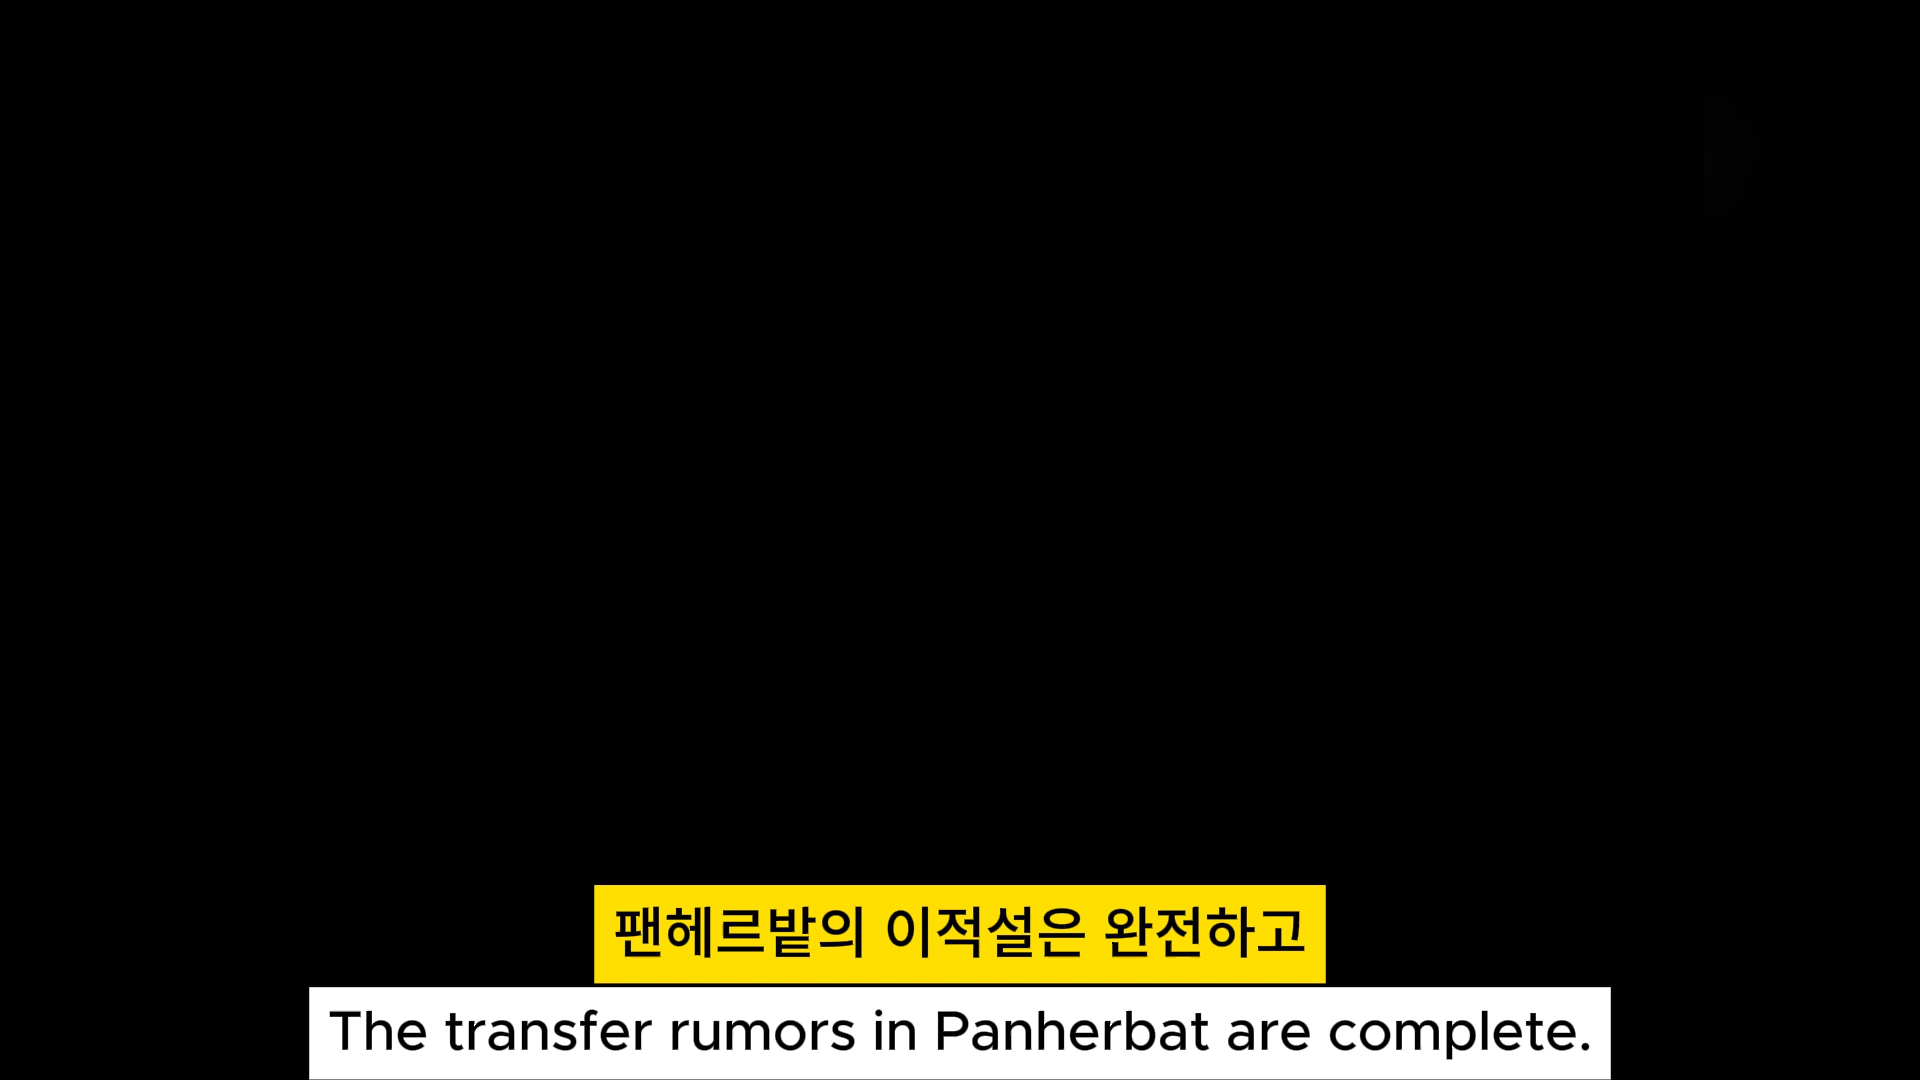 팬헤르밭의 이적설은 완전하고
The transfer rumors in Panherbat are complete.